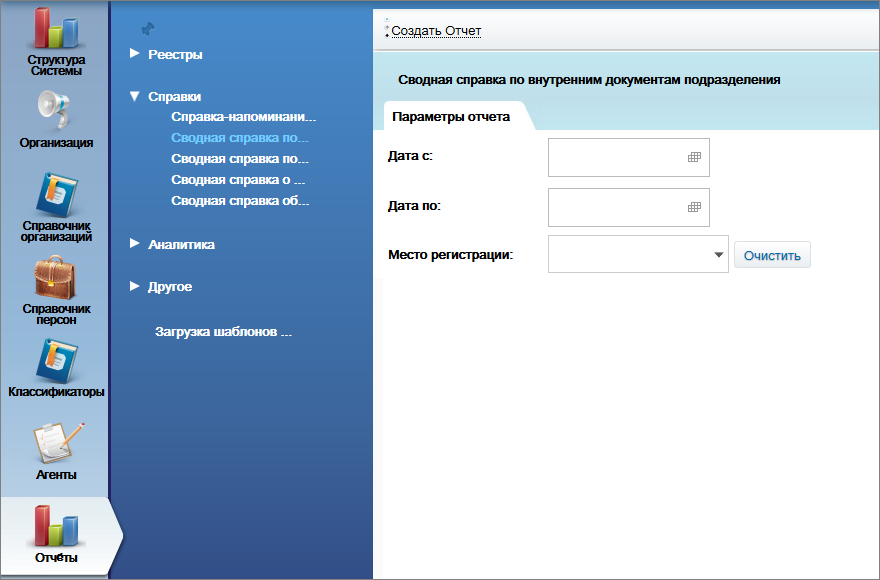 Структура
Системы
Организация
Справочник
организаций
Справочник
персон
Классификаторы
Агенты
Отчёты
Реестры
Справки
Справка-напоминани...
Сводная справка по...
Сводная справка по...
Сводная справка о ...
Сводная справка об...
Аналитика
Другое
Загрузка шаблонов ...
Создать Отчет
Сводная справка по внутренним документам подразделения
Параметры отчета
Дата с:
Дата по:
Место регистрации:
Очистить